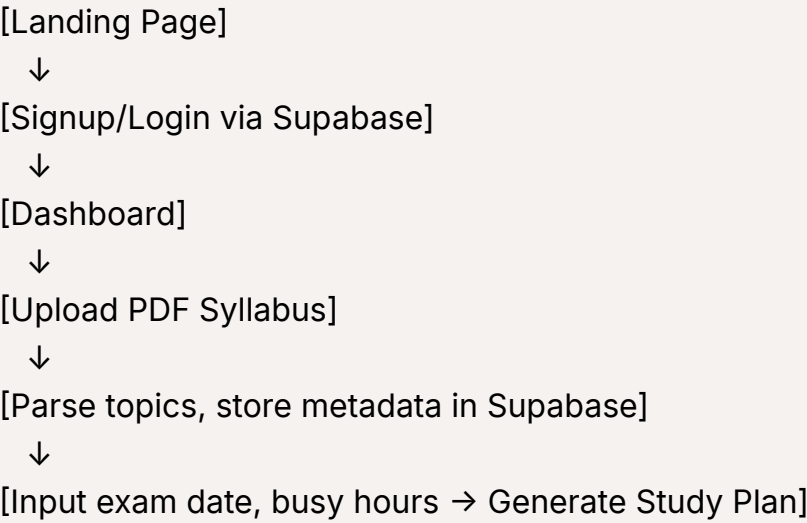 [Landing Page]
↓
[Signup/Login via Supabase]
↓
[Dashboard]
↓
[Upload PDF Syllabus]
↓
[Parse topics, store metadata in Supabase]
↓
[Input exam date, busy hours → Generate Study Plan]